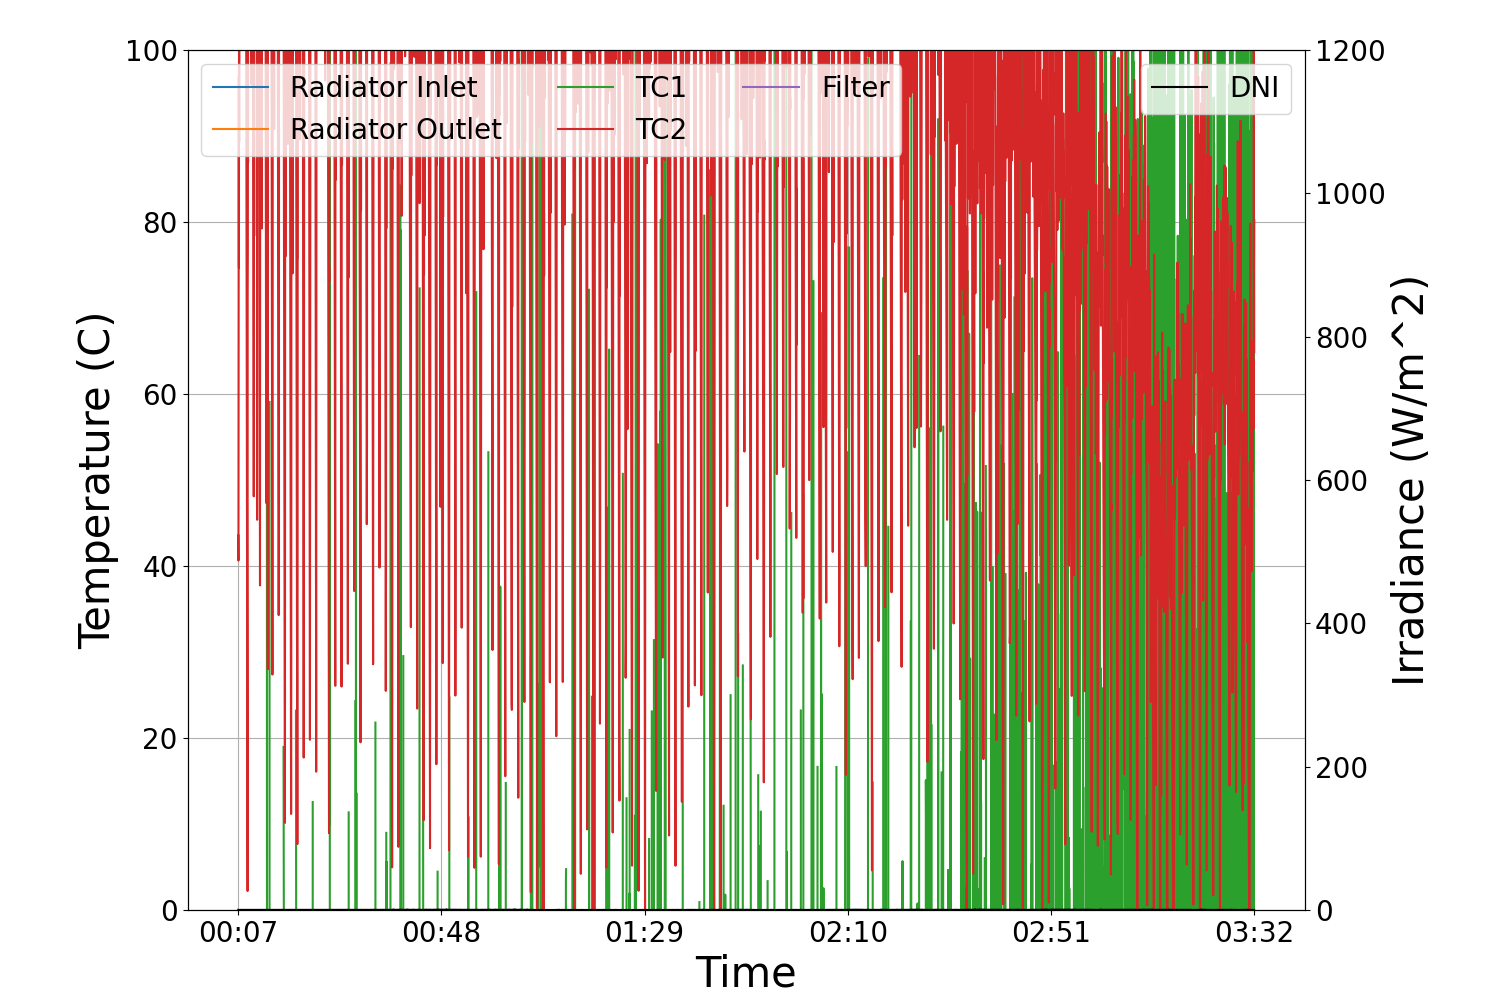 100
80
60
40
20
0
Temperature (C)
Radiator Inlet
Radiator Outlet
TC1
TC2
Filter
DNI
1200
1000
800
600
400
200
0
Irradiance (W/m^2)
00:07 00:48 01:29 02:10 02:51 03:32
Time